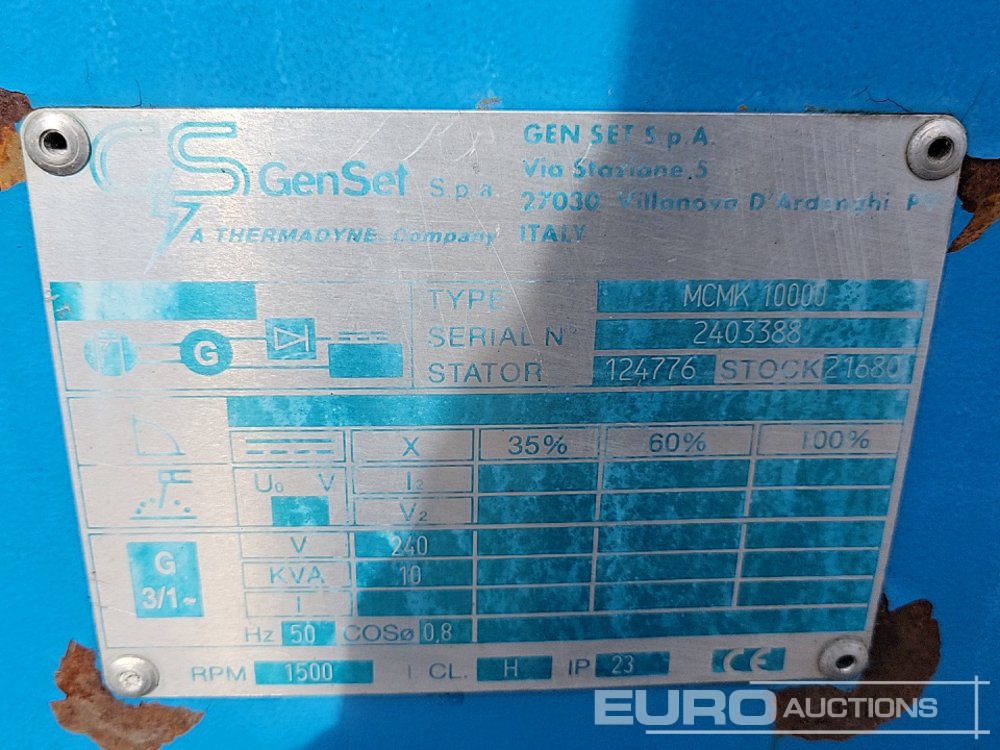 GS GenSet S.p.a.
A THERMADYNE. Company
GEN SET S.p.A.
Via Stazione, 5
27030 Villanova D'Ardenghi PV
ITALY
TYPE MCMK 10000
SERIAL N° 2403388
STATOR 124776 STOCK 21680
G
X 35% 60% 100%
U₀ V I₂
V₂
G
3/1~
V 240
KVA 10
I
Hz 50 COSø 0,8
RPM 1500 I. CL. H IP 23 CE
EURO AUCTIONS